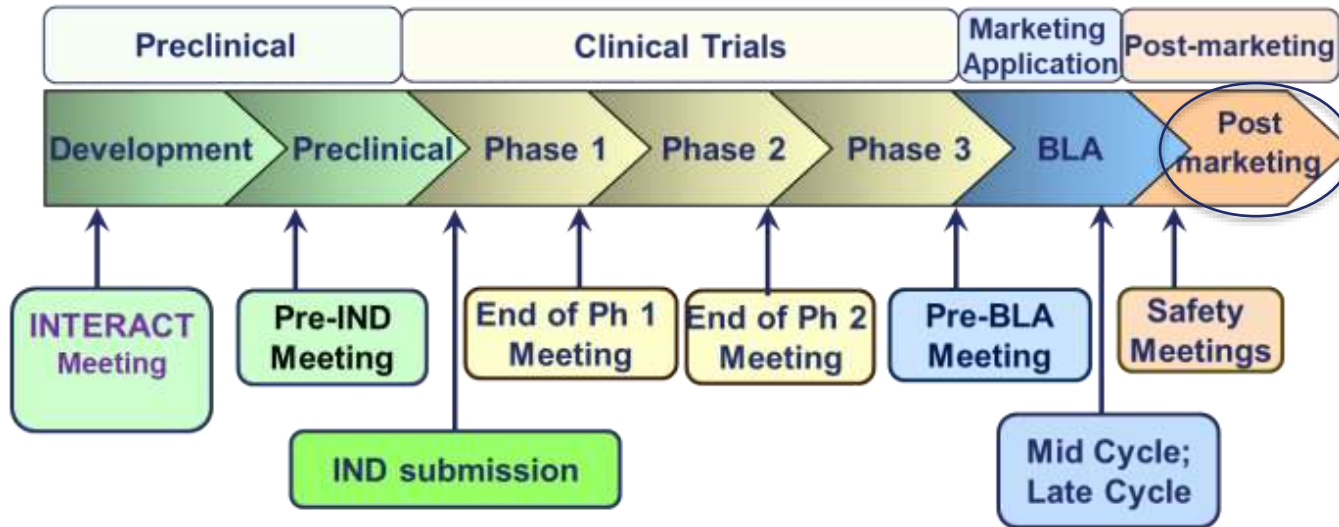 Preclinical
Clinical Trials
Marketing
Application
Post-marketing
Development
Preclinical
Phase 1
Phase 2
Phase 3
BLA
Post
marketing
INTERACT
Meeting
Pre-IND
Meeting
End of Ph 1
Meeting
End of Ph 2
Meeting
Pre-BLA
Meeting
Safety
Meetings
IND submission
Mid Cycle;
Late Cycle